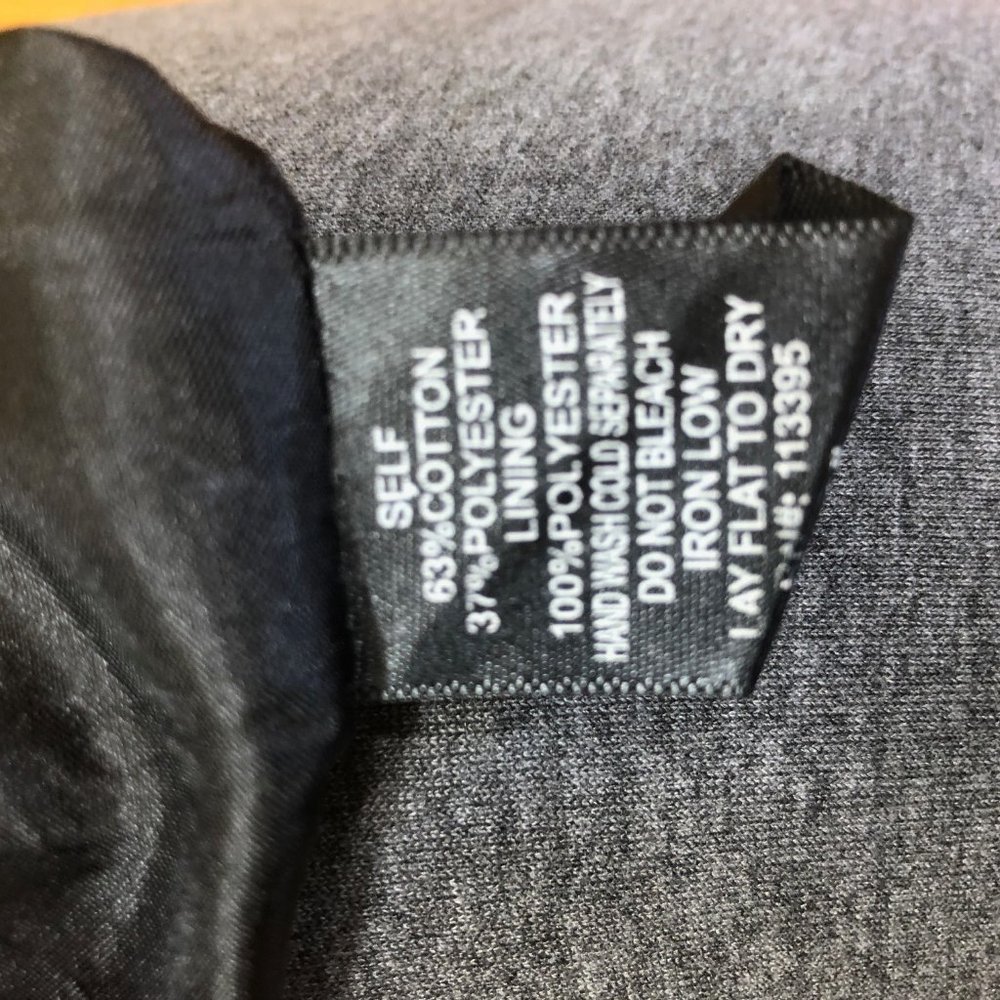 SELF
63%COTTON
37%POLYESTER
LINING
100%POLYESTER
HAND WASH COLD SEPARATELY
DO NOT BLEACH
IRON LOW
LAY FLAT TO DRY
113395